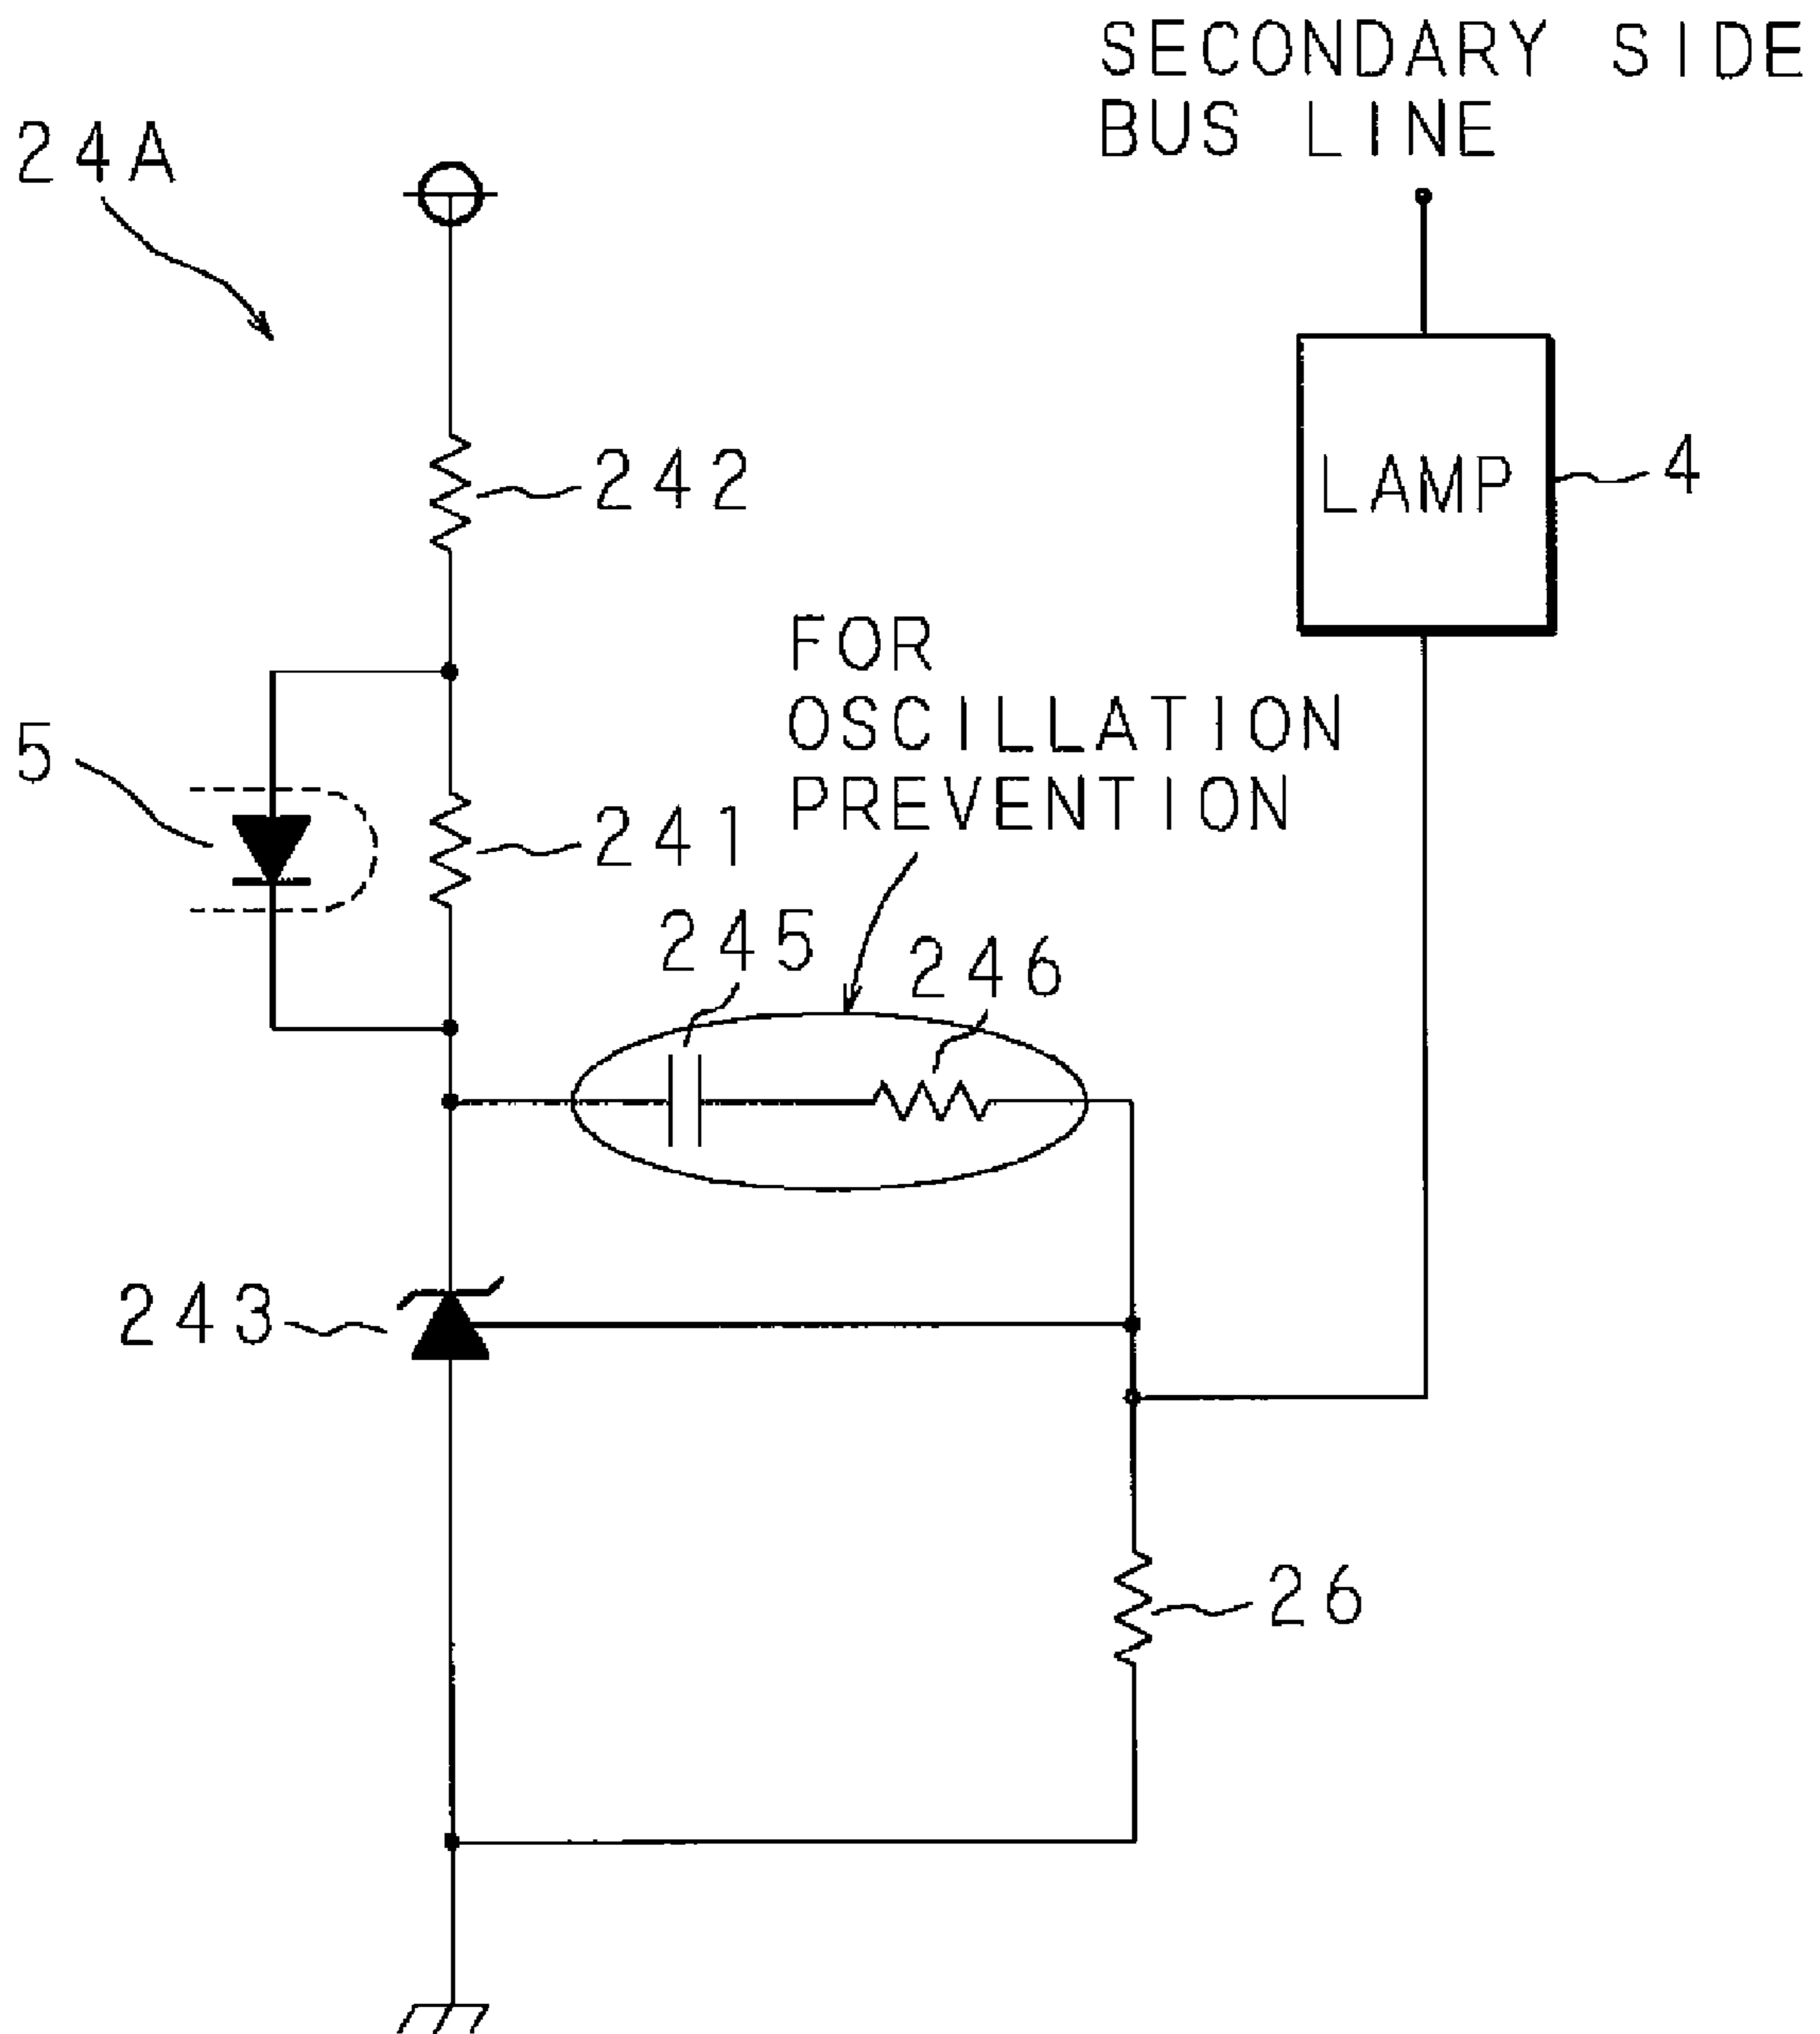 SECONDARY SIDE
BUS LINE
24A
242
LAMP
4
FOR
OSCILLATION
PREVENTION
5
241
245
246
243
26